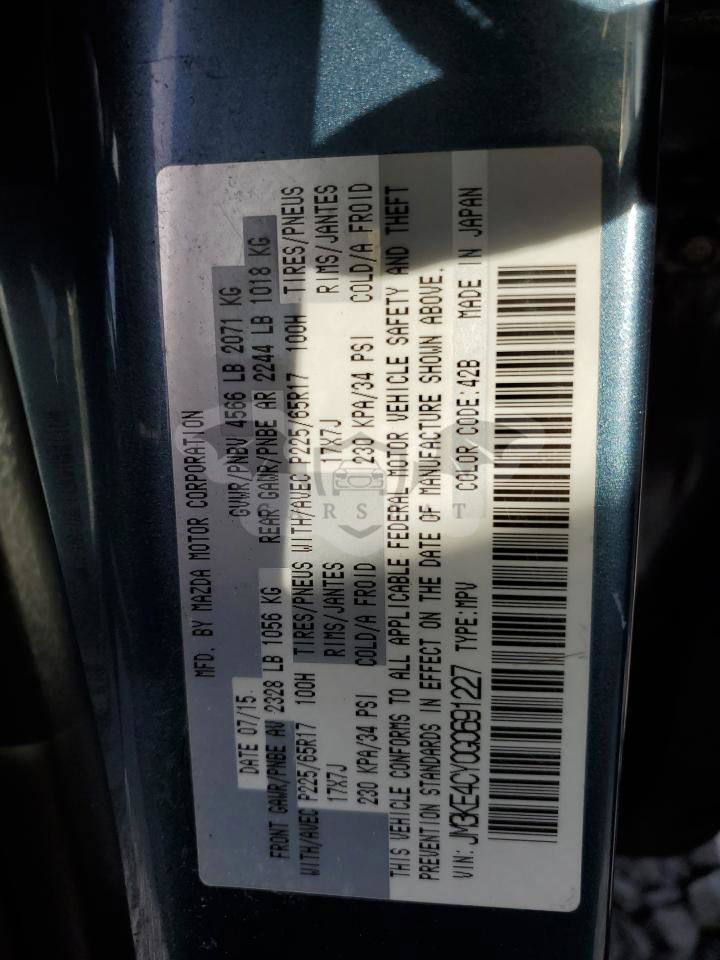 MFD. BY MAZDA MOTOR CORPORATION
DATE 07/15 GVWR/PNBV 4566 LB 2071 KG
FRONT GAWR/PNBE AV 2328 LB 1056 KG REAR GAWR/PNBE AR 2244 LB 1018 KG
WITH/AVEC P225/65R17 100H TIRES/PNEUS WITH/AVEC P225/65R17 100H TIRES/PNEUS
17X7J RIMS/JANTES 17X7J RIMS/JANTES
230 KPA/34 PSI COLD/A FROID 230 KPA/34 PSI COLD/A FROID
THIS VEHICLE CONFORMS TO ALL APPLICABLE FEDERAL MOTOR VEHICLE SAFETY AND THEFT
PREVENTION STANDARDS IN EFFECT ON THE DATE OF MANUFACTURE SHOWN ABOVE.
VIN: JM3KE4CY0G0691227 TYPE:MPV COLOR CODE:42B MADE IN JAPAN